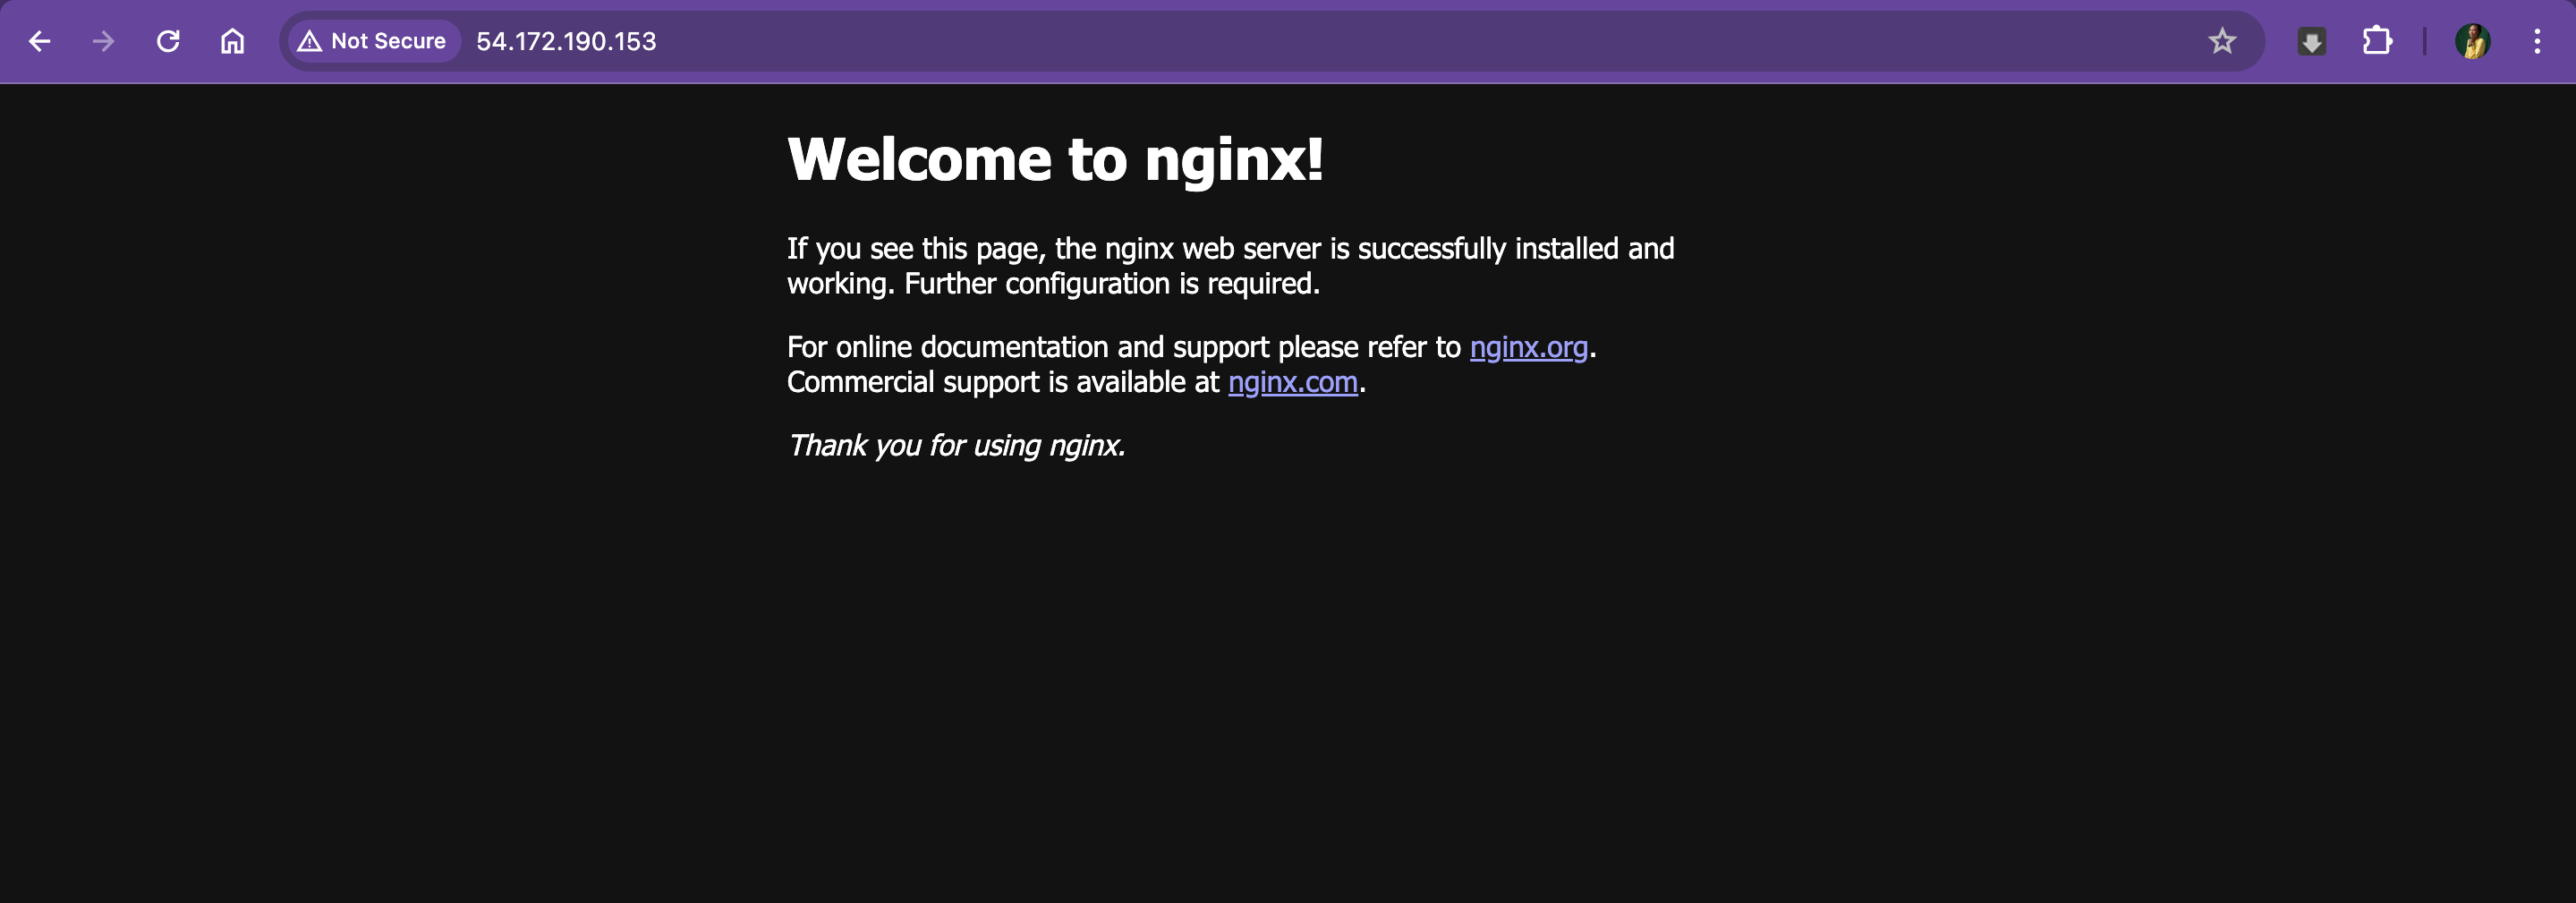 Not Secure 54.172.190.153
Welcome to nginx!
If you see this page, the nginx web server is successfully installed and
working. Further configuration is required.
For online documentation and support please refer to nginx.org.
Commercial support is available at nginx.com.
Thank you for using nginx.